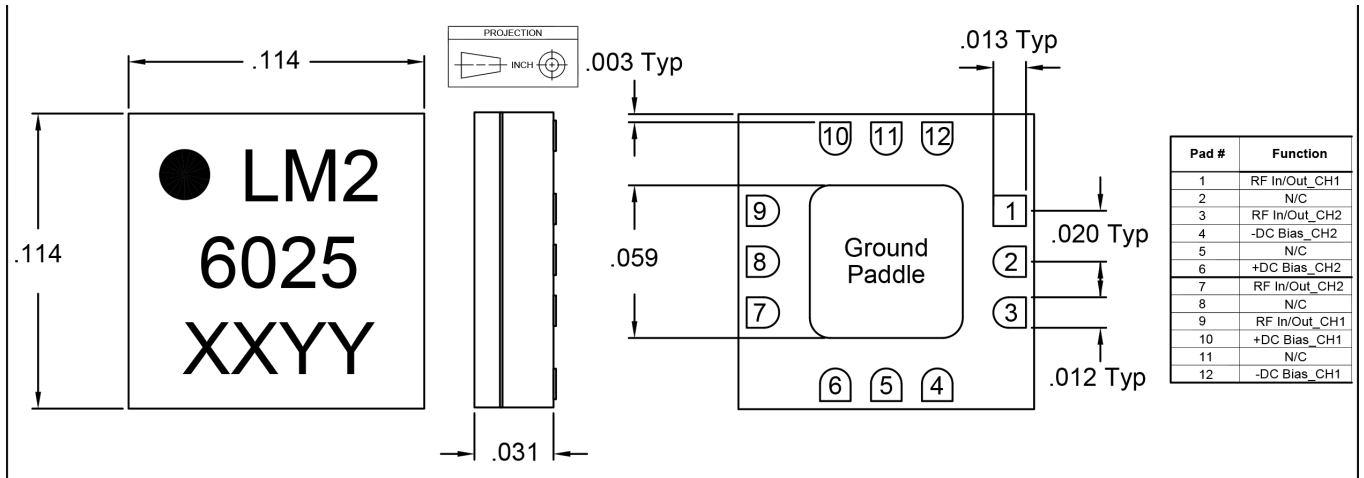 PROJECTION
INCH
.114
.114
LM2
6025
XXYY
.031
.003 Typ
.013 Typ
.059
.020 Typ
.012 Typ
10 11 12
9 1
8 2
7 3
Ground
Paddle
6 5 4
Pad # Function
1 RF In/Out_CH1
2 N/C
3 RF In/Out_CH2
4 -DC Bias_CH2
5 N/C
6 +DC Bias_CH2
7 RF In/Out_CH2
8 N/C
9 RF In/Out_CH1
10 +DC Bias_CH1
11 N/C
12 -DC Bias_CH1